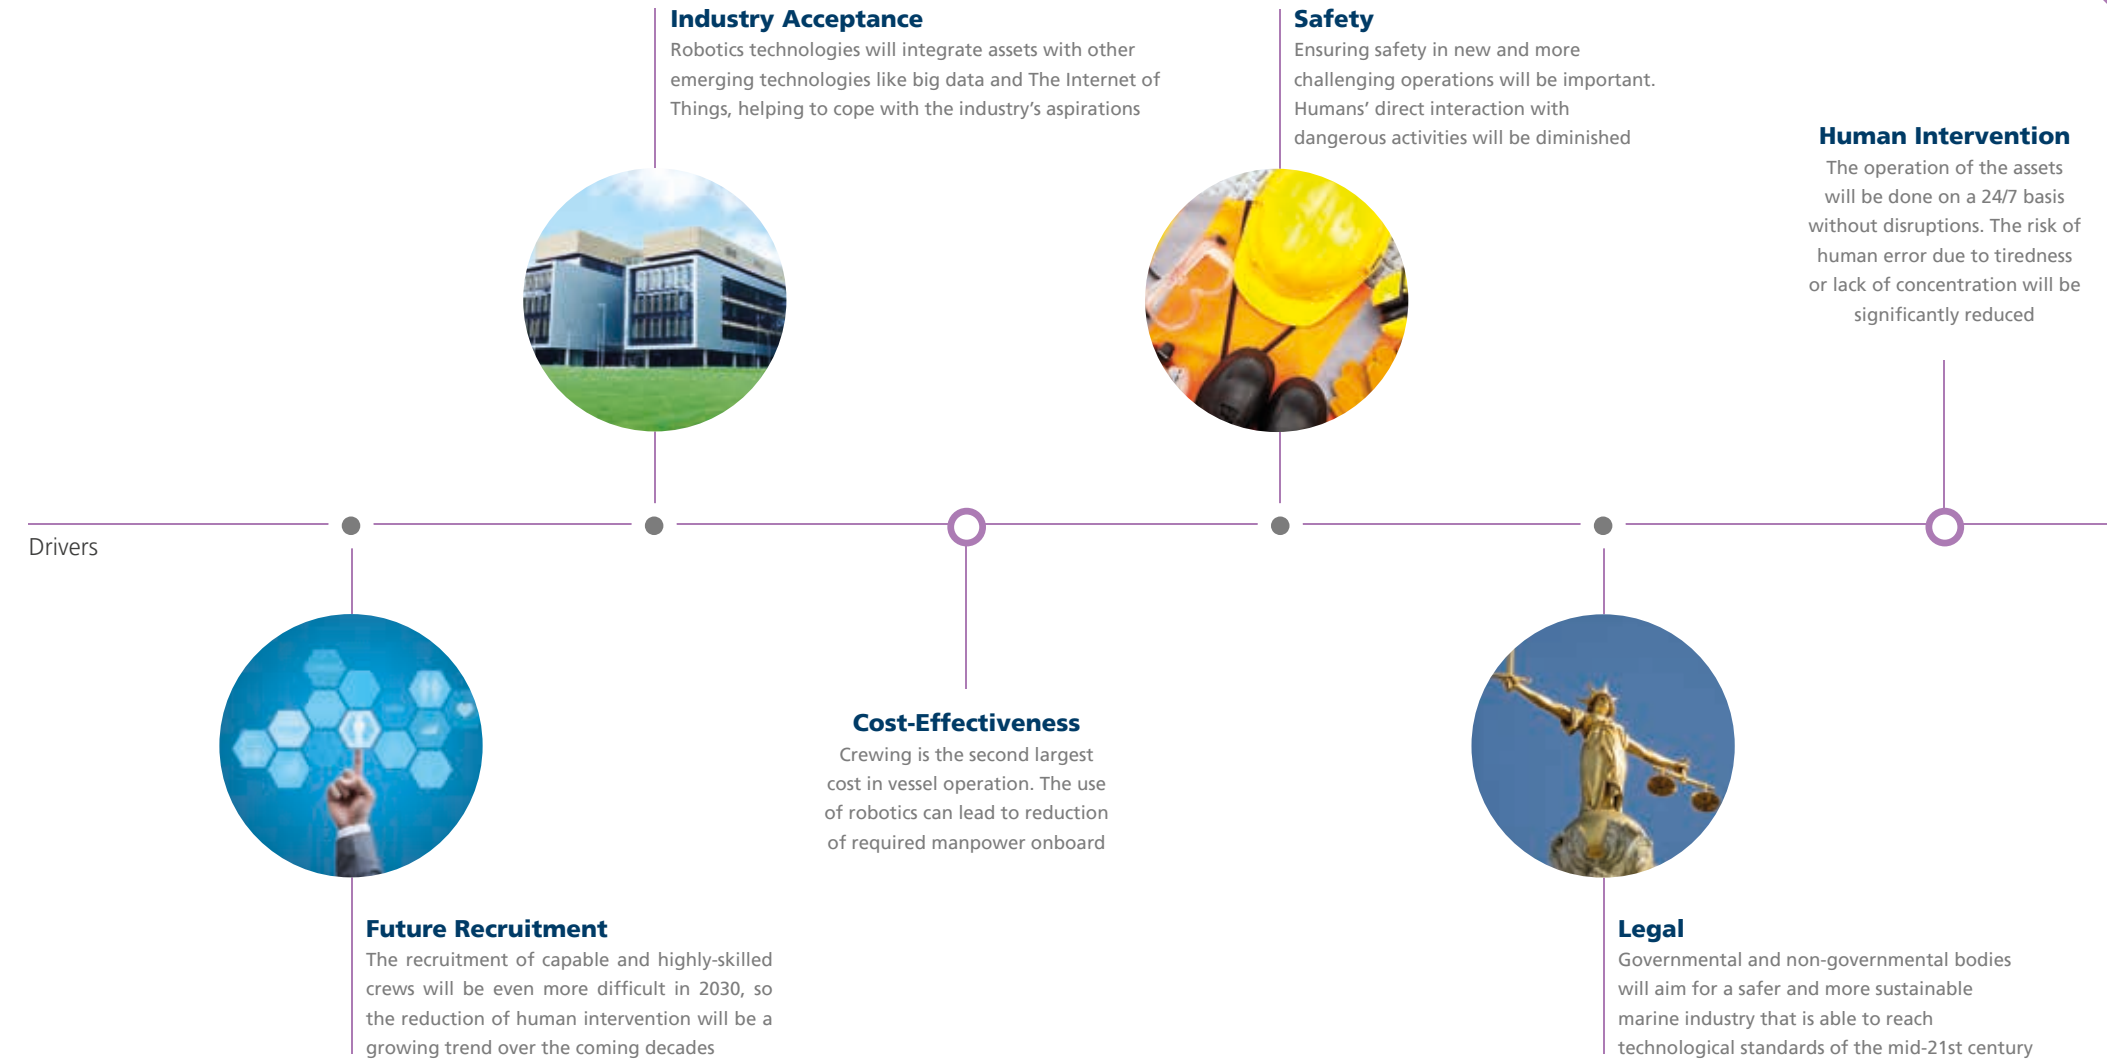 Industry Acceptance
Robotics technologies will integrate assets with other
emerging technologies like big data and The Internet of
Things, helping to cope with the industry’s aspirations
Safety
Ensuring safety in new and more
challenging operations will be important.
Humans’ direct interaction with
dangerous activities will be diminished
Human Intervention
The operation of the assets
will be done on a 24/7 basis
without disruptions. The risk of
human error due to tiredness
or lack of concentration will be
significantly reduced
Drivers
Cost-Effectiveness
Crewing is the second largest
cost in vessel operation. The use
of robotics can lead to reduction
of required manpower onboard
Future Recruitment
The recruitment of capable and highly-skilled
crews will be even more difficult in 2030, so
the reduction of human intervention will be a
growing trend over the coming decades
Legal
Governmental and non-governmental bodies
will aim for a safer and more sustainable
marine industry that is able to reach
technological standards of the mid-21st century